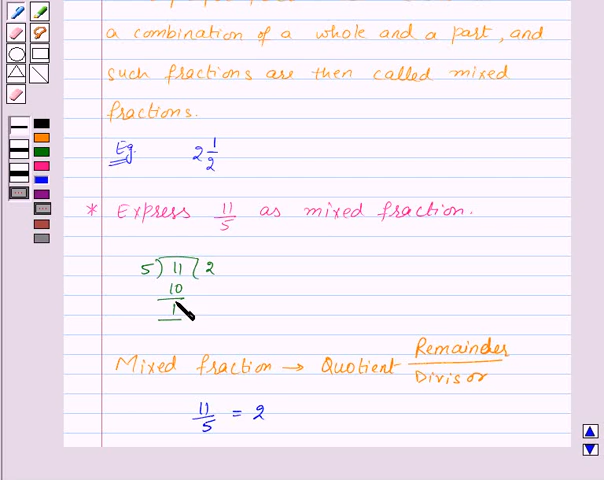 a combination of a whole and a part, and
such fractions are then called mixed
fractions.
Eg. 2 1/2
* Express 11/5 as mixed fraction.
5) 11 (2
10
1
Mixed fraction → Quotient Remainder/Divisor
11/5 = 2